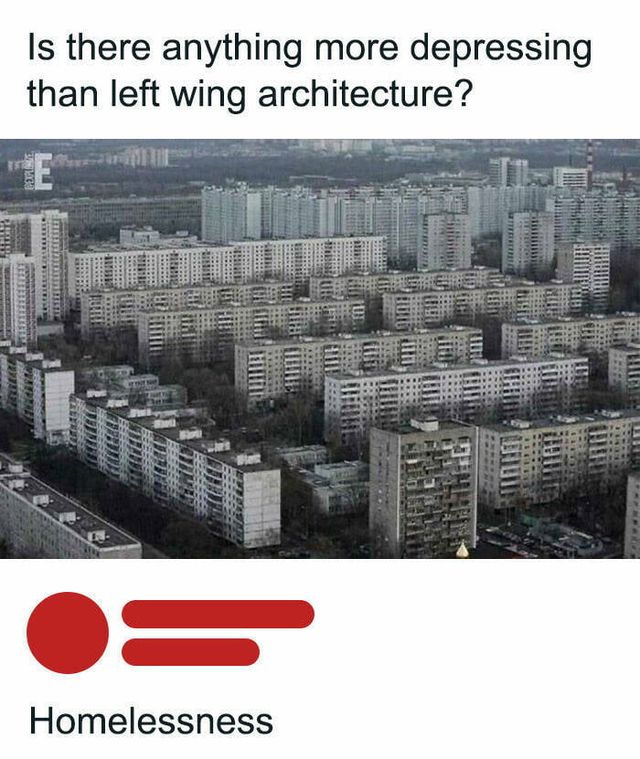 Is there anything more depressing
than left wing architecture?
E
Homelessness